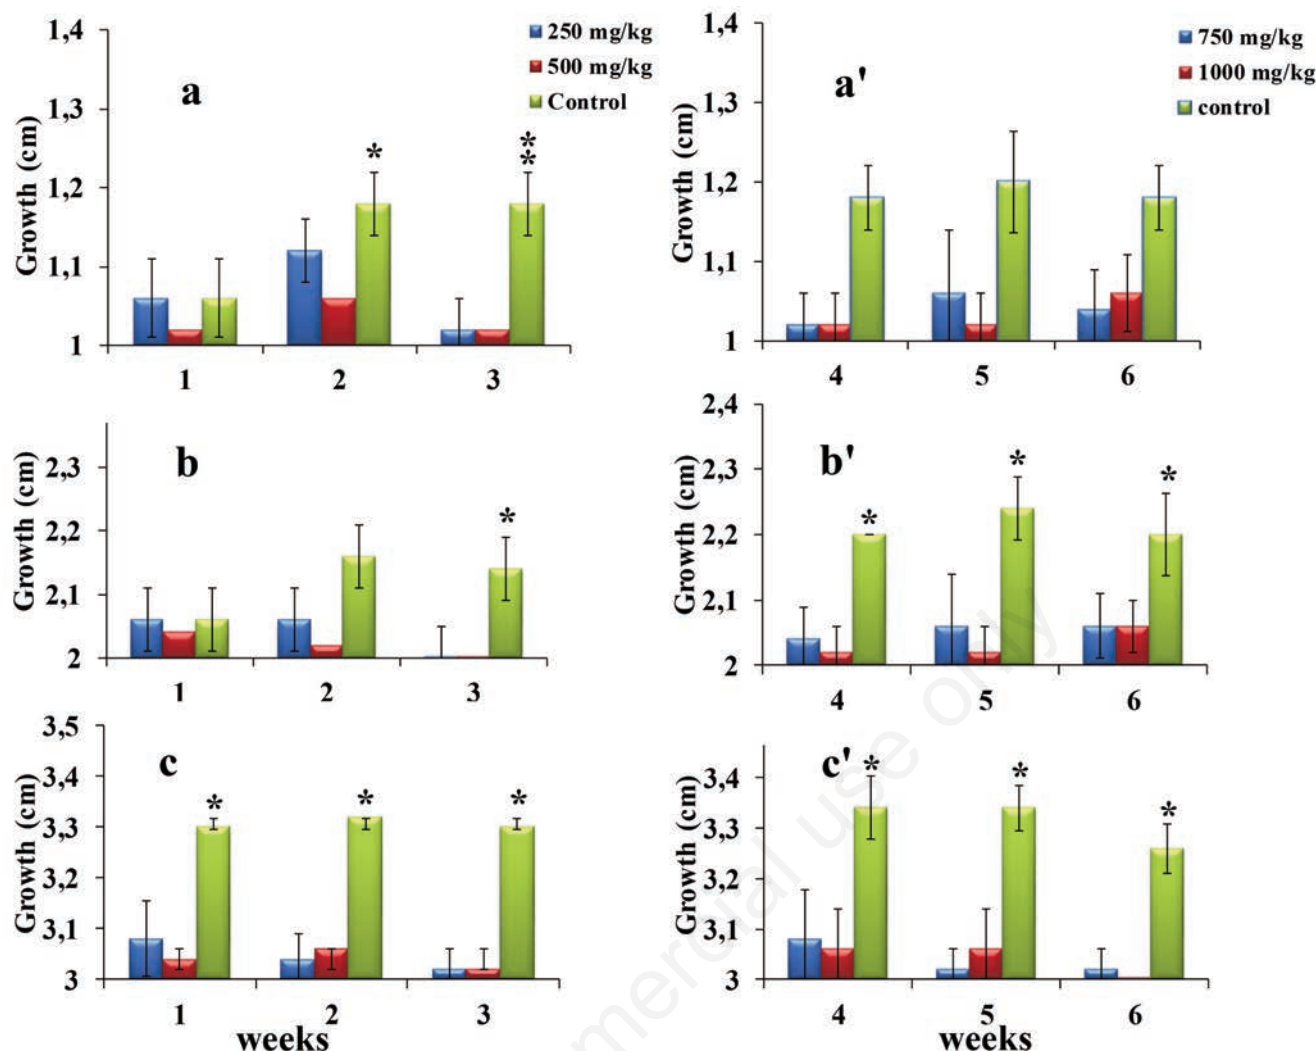 1,4
1,3
1,2
1,1
1
Growth (cm)
a
250 mg/kg
500 mg/kg
Control
*
*
*
1 2 3
1,4
1,3
1,2
1,1
1
Growth (cm)
a'
750 mg/kg
1000 mg/kg
control
4 5 6
2,3
2,2
2,1
2
Growth (cm)
b
*
1 2 3
2,4
2,3
2,2
2,1
2
Growth (cm)
b'
* * *
4 5 6
3,5
3,4
3,3
3,2
3,1
3
Growth (cm)
c
* * *
1 2 3
weeks
3,4
3,3
3,2
3,1
3
Growth (cm)
c'
* * *
4 5 6
weeks
mercial use only